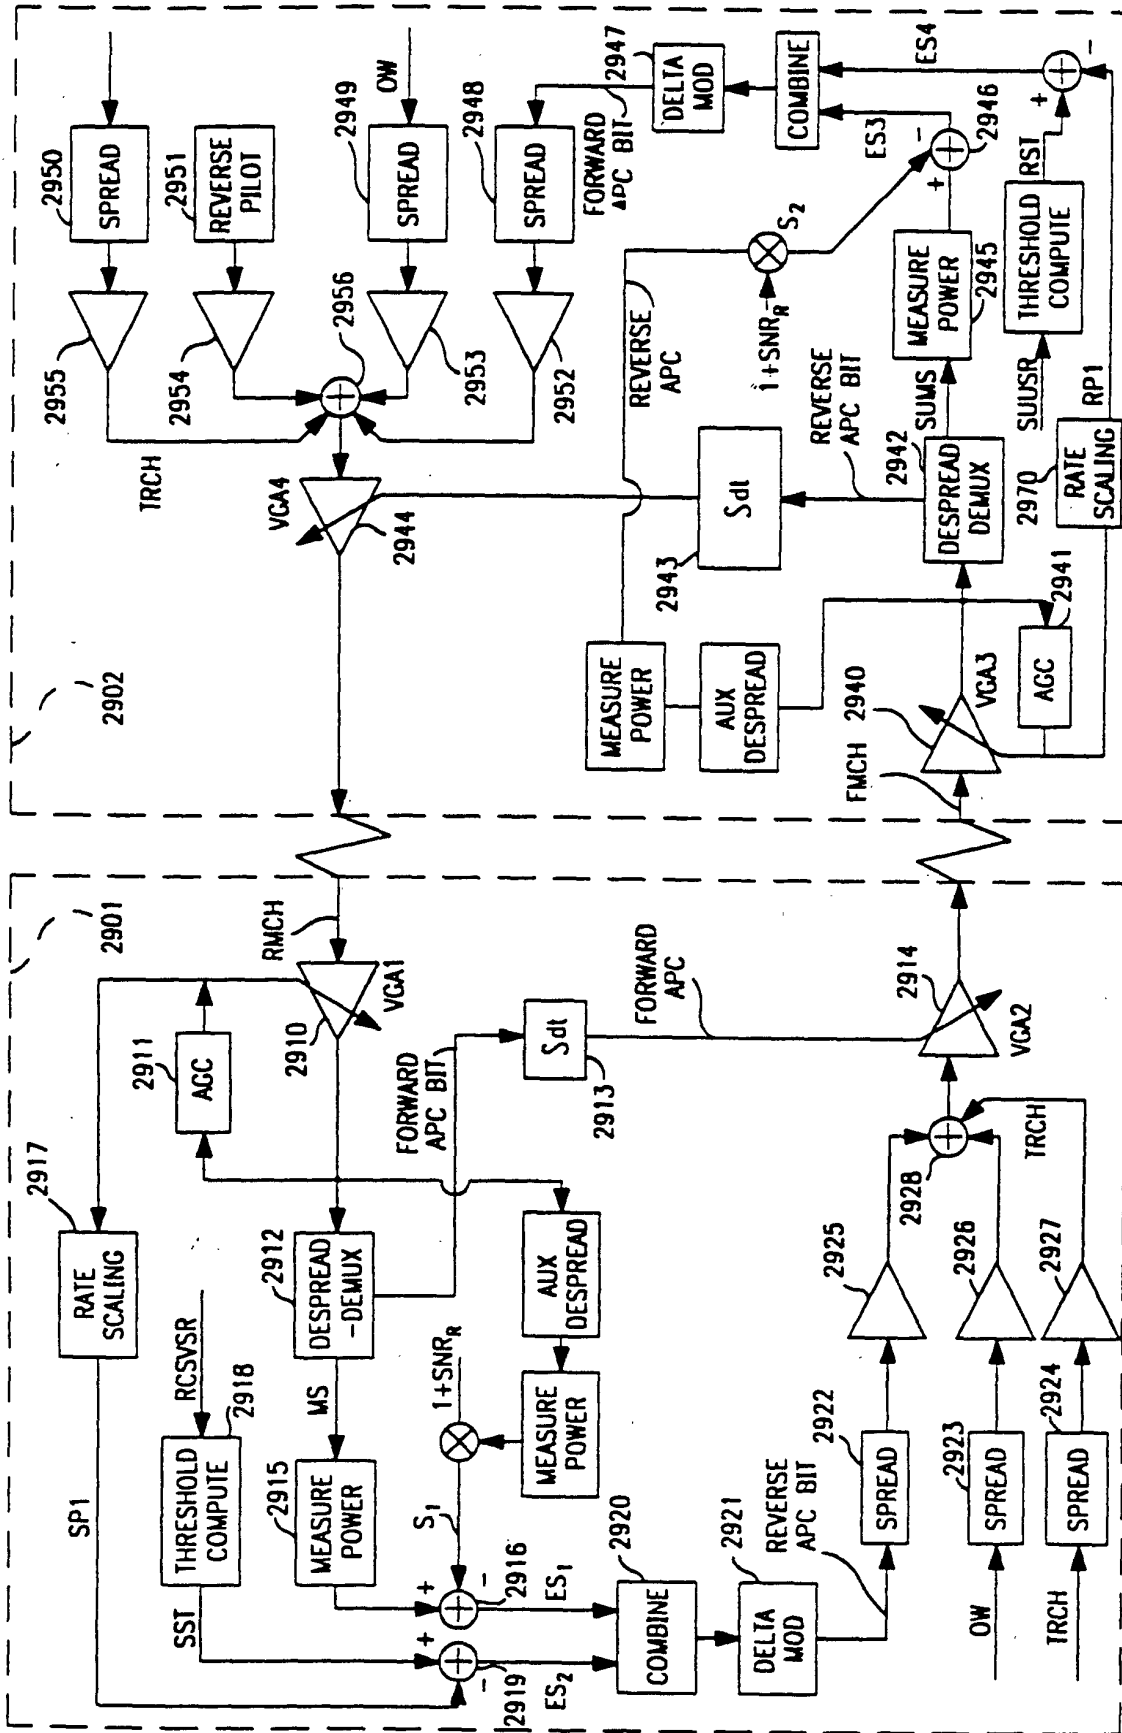 2901
SP1
RATE
SCALING
2917
RCSVSR
THRESHOLD
COMPUTE
2918
SST
AGC
2911
RMCH
VGA1
2910
DESPREAD
-DEMUX
2912
MS
MEASURE
POWER
2915
1+SNRR
S1
AUX
DESPREAD
MEASURE
POWER
+
-
2916
ES1
+
-
2919
ES2
COMBINE
2920
DELTA
MOD
2921
REVERSE
APC BIT
FORWARD
APC BIT
Sdt
2913
FORWARD
APC
SPREAD
2922
2925
OW
SPREAD
2923
2926
TRCH
SPREAD
2924
2927
TRCH
2928
VGA2
2914
2902
TRCH
2955
SPREAD
2950
2954
REVERSE
PILOT
2951
2956
2953
SPREAD
2949
OW
2952
SPREAD
2948
FORWARD
APC BIT
VGA4
2944
Sdt
2943
REVERSE
APC
REVERSE
APC BIT
MEASURE
POWER
AUX
DESPREAD
1+SNRR
S2
DELTA
MOD
2947
COMBINE
ES3
ES4
+
-
2946
MEASURE
POWER
2945
SUMS
DESPREAD
DEMUX
2942
FMCH
2940
VGA3
AGC
2941
SUUSR
THRESHOLD
COMPUTE
RST
+
-
RATE
SCALING
2970
RP1